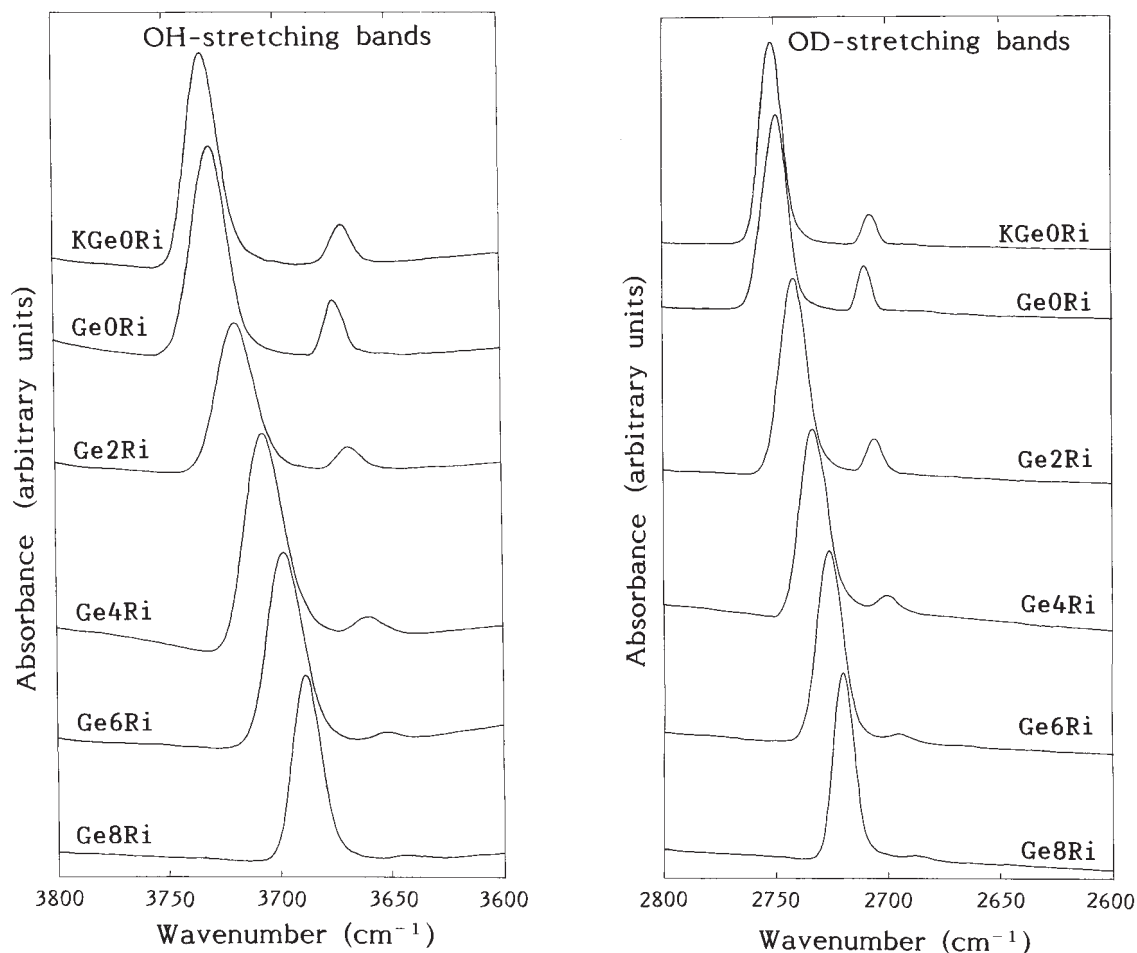 OH-stretching bands
KGe0Ri
Ge0Ri
Ge2Ri
Ge4Ri
Ge6Ri
Ge8Ri
Absorbance (arbitrary units)
3800 3750 3700 3650 3600
Wavenumber (cm⁻¹)
OD-stretching bands
KGe0Ri
Ge0Ri
Ge2Ri
Ge4Ri
Ge6Ri
Ge8Ri
Absorbance (arbitrary units)
2800 2750 2700 2650 2600
Wavenumber (cm⁻¹)